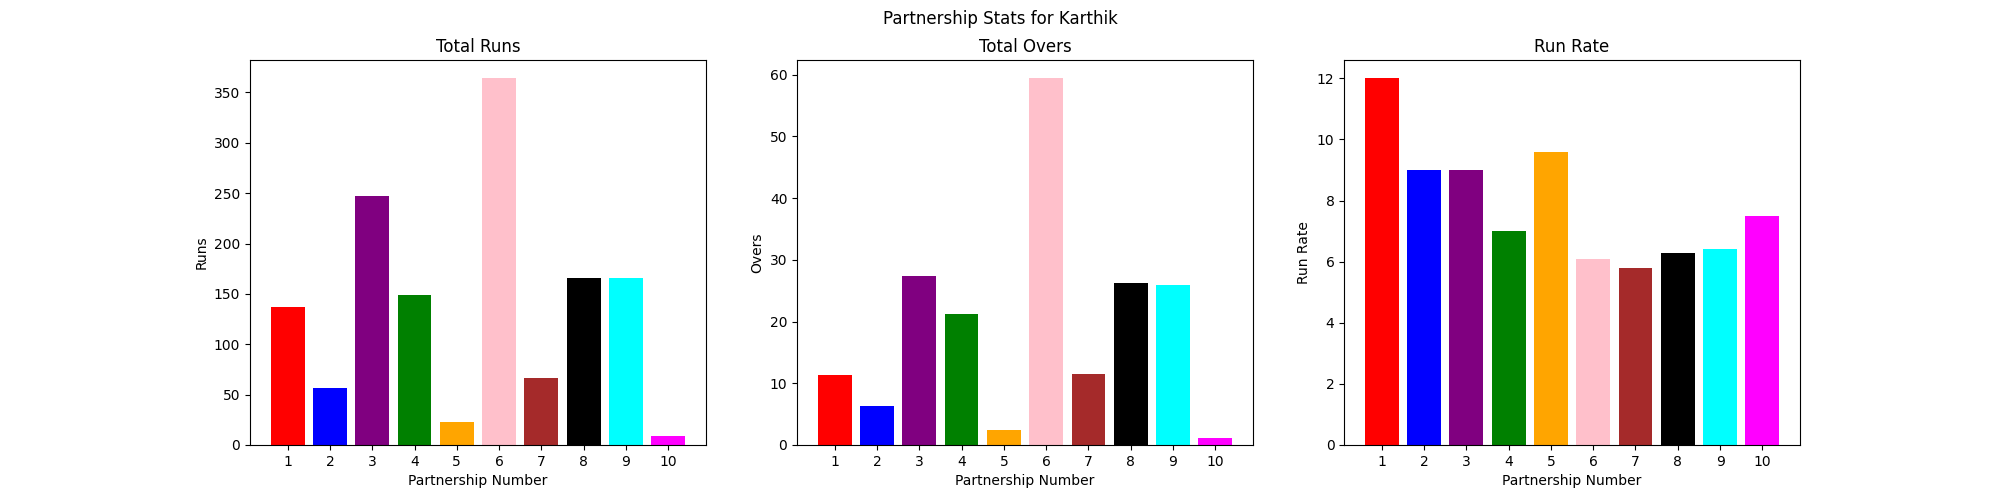 Partnership Stats for Karthik
Total Runs
Runs
350
300
250
200
150
100
50
0
1 2 3 4 5 6 7 8 9 10
Partnership Number
Total Overs
Overs
60
50
40
30
20
10
0
1 2 3 4 5 6 7 8 9 10
Partnership Number
Run Rate
Run Rate
12
10
8
6
4
2
0
1 2 3 4 5 6 7 8 9 10
Partnership Number